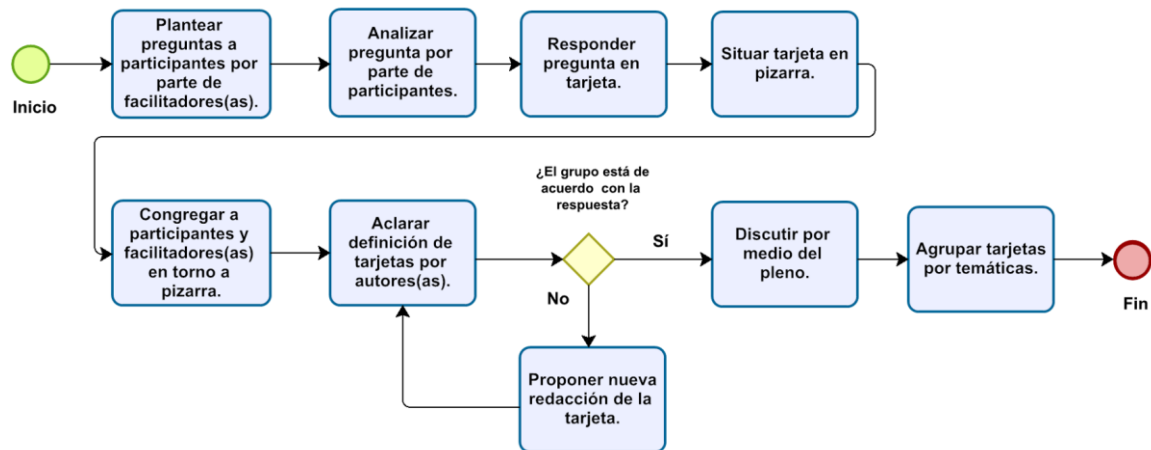 Plantear
preguntas a
participantes por
parte de
facilitadores(as).
Analizar
pregunta por
parte de
participantes.
Responder
pregunta en
tarjeta.
Situar tarjeta en
pizarra.
Inicio
¿El grupo está de
acuerdo con la
respuesta?
Congregar a
participantes y
facilitadores(as)
en torno a
pizarra.
Aclarar
definición de
tarjetas por
autores(as).
Sí
No
Discutir por
medio del
pleno.
Agrupar tarjetas
por temáticas.
Fin
Proponer nueva
redacción de la
tarjeta.